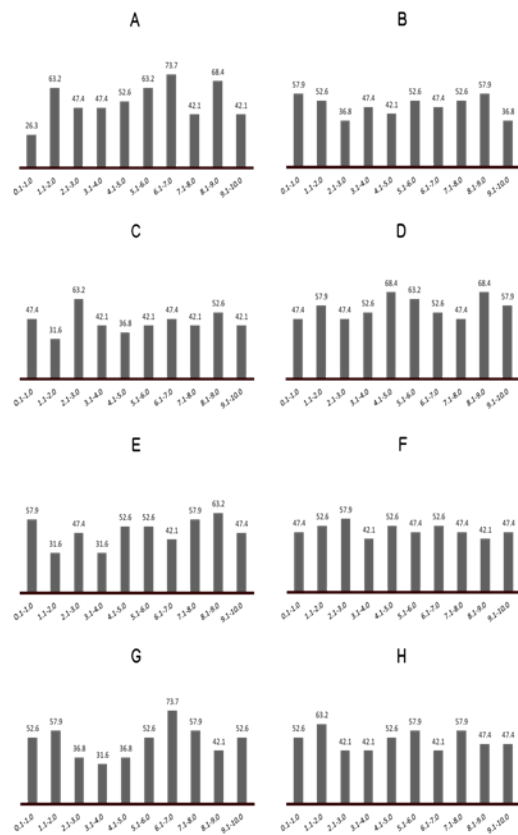 A
26.3 63.2 47.4 47.4 52.6 63.2 73.7 42.1 68.4 42.1
0.1-1.0 1.1-2.0 2.1-3.0 3.1-4.0 4.1-5.0 5.1-6.0 6.1-7.0 7.1-8.0 8.1-9.0 9.1-10.0
B
57.9 52.6 36.8 47.4 42.1 52.6 47.4 52.6 57.9 36.8
0.1-1.0 1.1-2.0 2.1-3.0 3.1-4.0 4.1-5.0 5.1-6.0 6.1-7.0 7.1-8.0 8.1-9.0 9.1-10.0
C
47.4 31.6 63.2 42.1 36.8 42.1 47.4 42.1 52.6 42.1
0.1-1.0 1.1-2.0 2.1-3.0 3.1-4.0 4.1-5.0 5.1-6.0 6.1-7.0 7.1-8.0 8.1-9.0 9.1-10.0
D
47.4 57.9 47.4 52.6 68.4 63.2 52.6 47.4 68.4 57.9
0.1-1.0 1.1-2.0 2.1-3.0 3.1-4.0 4.1-5.0 5.1-6.0 6.1-7.0 7.1-8.0 8.1-9.0 9.1-10.0
E
57.9 31.6 47.4 31.6 52.6 52.6 42.1 57.9 63.2 47.4
0.1-1.0 1.1-2.0 2.1-3.0 3.1-4.0 4.1-5.0 5.1-6.0 6.1-7.0 7.1-8.0 8.1-9.0 9.1-10.0
F
47.4 52.6 57.9 42.1 52.6 47.4 52.6 47.4 42.1 47.4
0.1-1.0 1.1-2.0 2.1-3.0 3.1-4.0 4.1-5.0 5.1-6.0 6.1-7.0 7.1-8.0 8.1-9.0 9.1-10.0
G
52.6 57.9 36.8 31.6 36.8 52.6 73.7 57.9 42.1 52.6
0.1-1.0 1.1-2.0 2.1-3.0 3.1-4.0 4.1-5.0 5.1-6.0 6.1-7.0 7.1-8.0 8.1-9.0 9.1-10.0
H
52.6 63.2 42.1 42.1 52.6 57.9 42.1 57.9 47.4 47.4
0.1-1.0 1.1-2.0 2.1-3.0 3.1-4.0 4.1-5.0 5.1-6.0 6.1-7.0 7.1-8.0 8.1-9.0 9.1-10.0